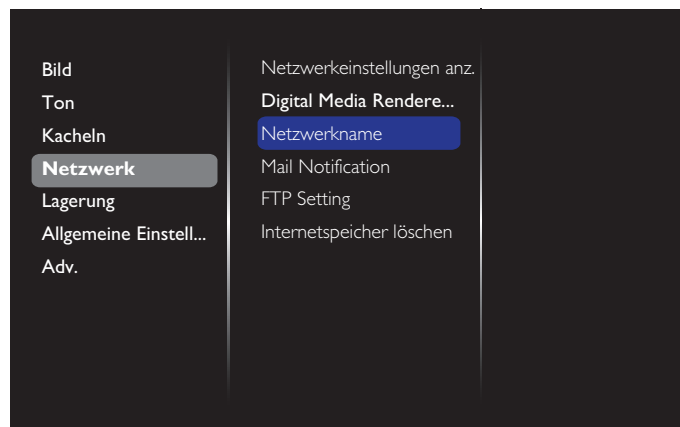 Bild
Ton
Kacheln
Netzwerk
Lagerung
Allgemeine Einstell...
Adv.
Netzwerkeinstellungen anz.
Digital Media Rendere...
Netzwerkname
Mail Notification
FTP Setting
Internetspeicher löschen